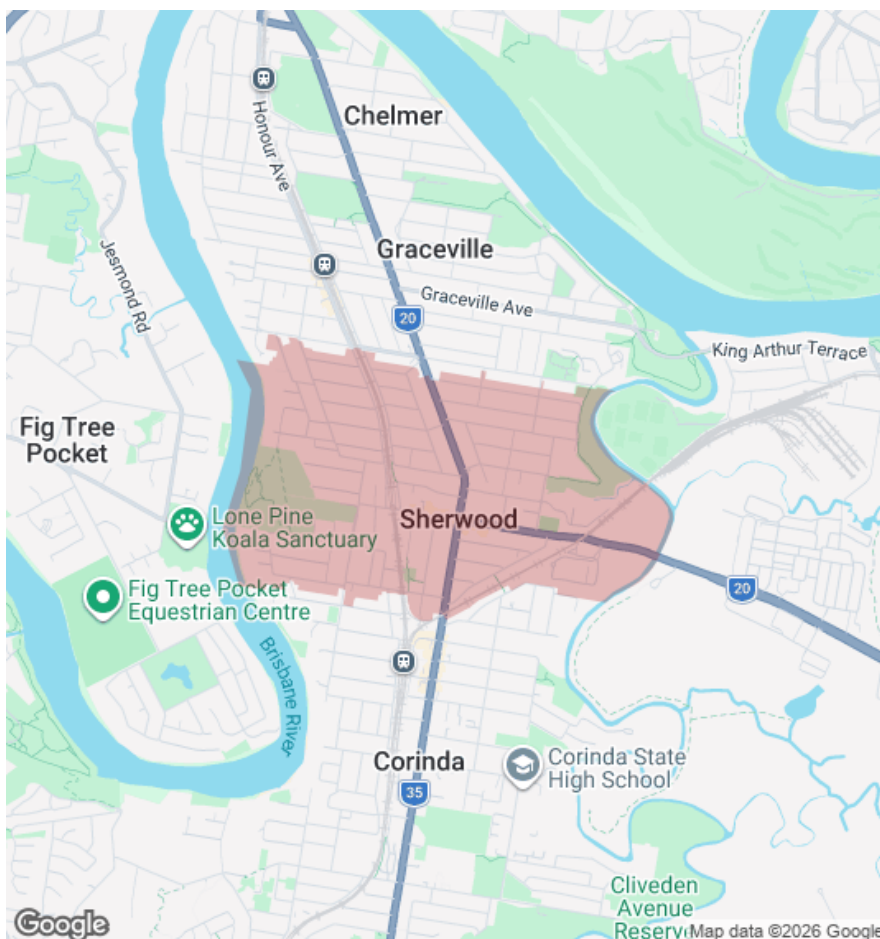 Chelmer
Honour Ave
Graceville
Jesmond Rd
Graceville Ave
20
King Arthur Terrace
Fig Tree
Pocket
Lone Pine
Koala Sanctuary
Sherwood
Fig Tree Pocket
Equestrian Centre
20
Brisbane River
Corinda
Corinda State
High School
35
Cliveden
Avenue
Reserve
Google
Map data ©2026 Google